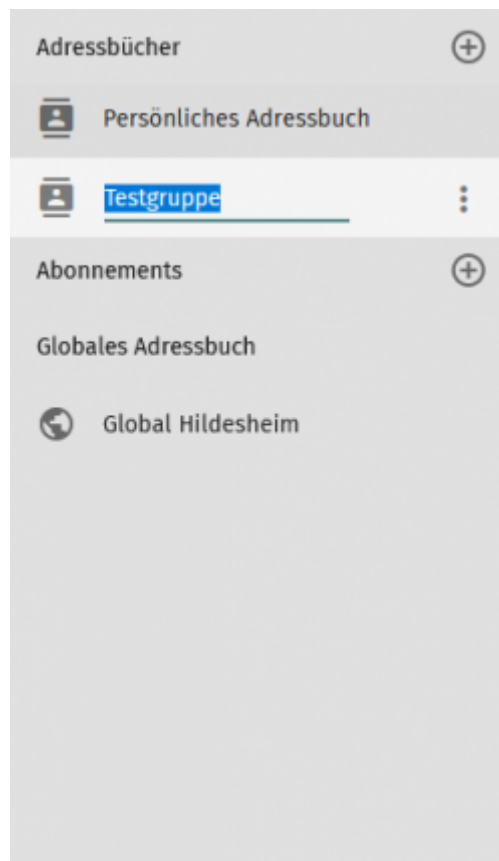 Adressbücher
Persönliches Adressbuch
Testgruppe
Abonnements
Globales Adressbuch
Global Hildesheim